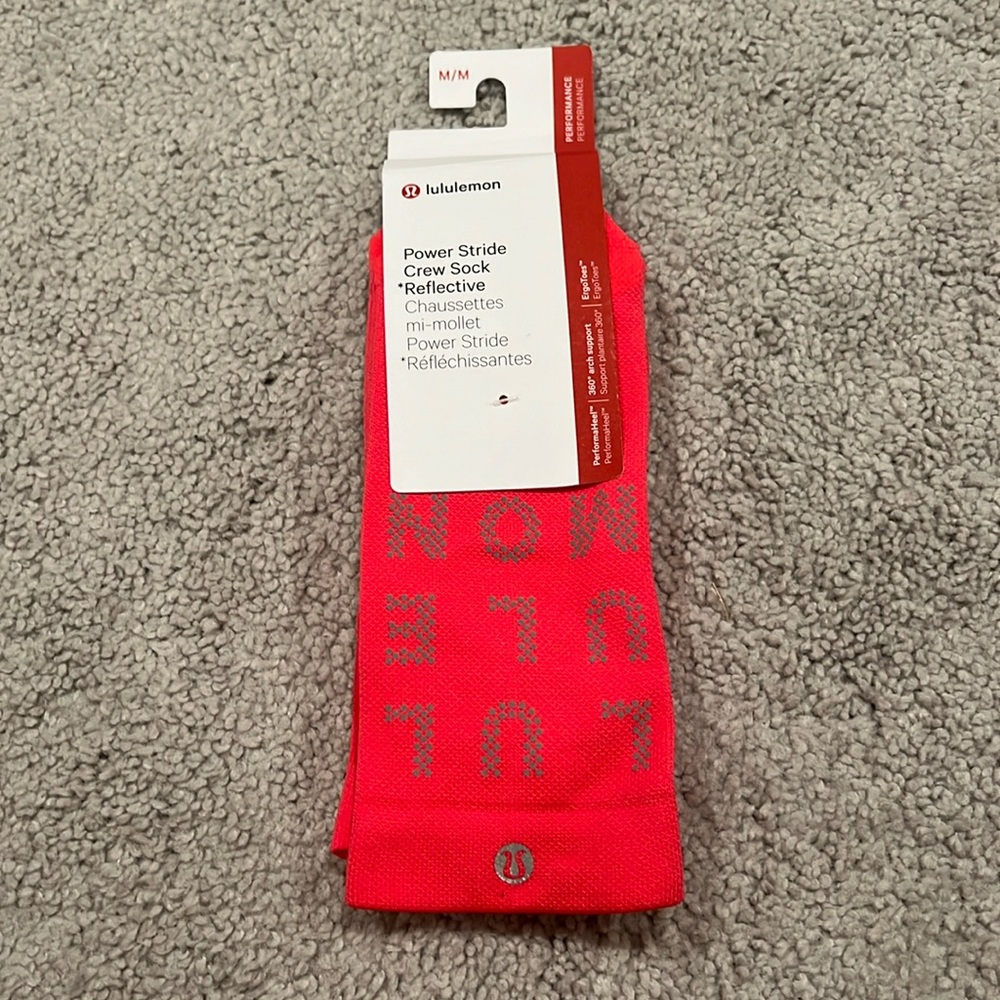 M/M
PERFORMANCE
PERFORMANCE
lululemon
Power Stride
Crew Sock
*Reflective
Chaussettes
mi-mollet
Power Stride
*Réfléchissantes
PerformaHeel™ | 360° arch support | ErgoToes™
PerformaHeel™ | Support plantaire 360° | ErgoToes™
LUL
ULE
MON